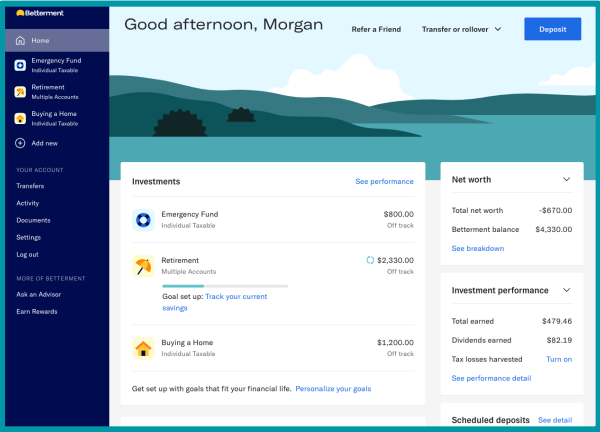 Betterment
Home
Emergency Fund
Individual Taxable
Retirement
Multiple Accounts
Buying a Home
Individual Taxable
Add new
YOUR ACCOUNT
Transfers
Activity
Documents
Settings
Log out
MORE OF BETTERMENT
Ask an Advisor
Earn Rewards
Good afternoon, Morgan
Refer a Friend
Transfer or rollover
Deposit
Investments
See performance
Emergency Fund
$800.00
Individual Taxable
Off track
Retirement
$2,330.00
Multiple Accounts
Off track
Goal set up: Track your current
savings
Buying a Home
$1,200.00
Individual Taxable
Off track
Get set up with goals that fit your financial life. Personalize your goals
Net worth
Total net worth
-$670.00
Betterment balance
$4,330.00
See breakdown
Investment performance
Total earned
$479.46
Dividends earned
$82.19
Tax losses harvested
Turn on
See performance detail
Scheduled deposits
See detail